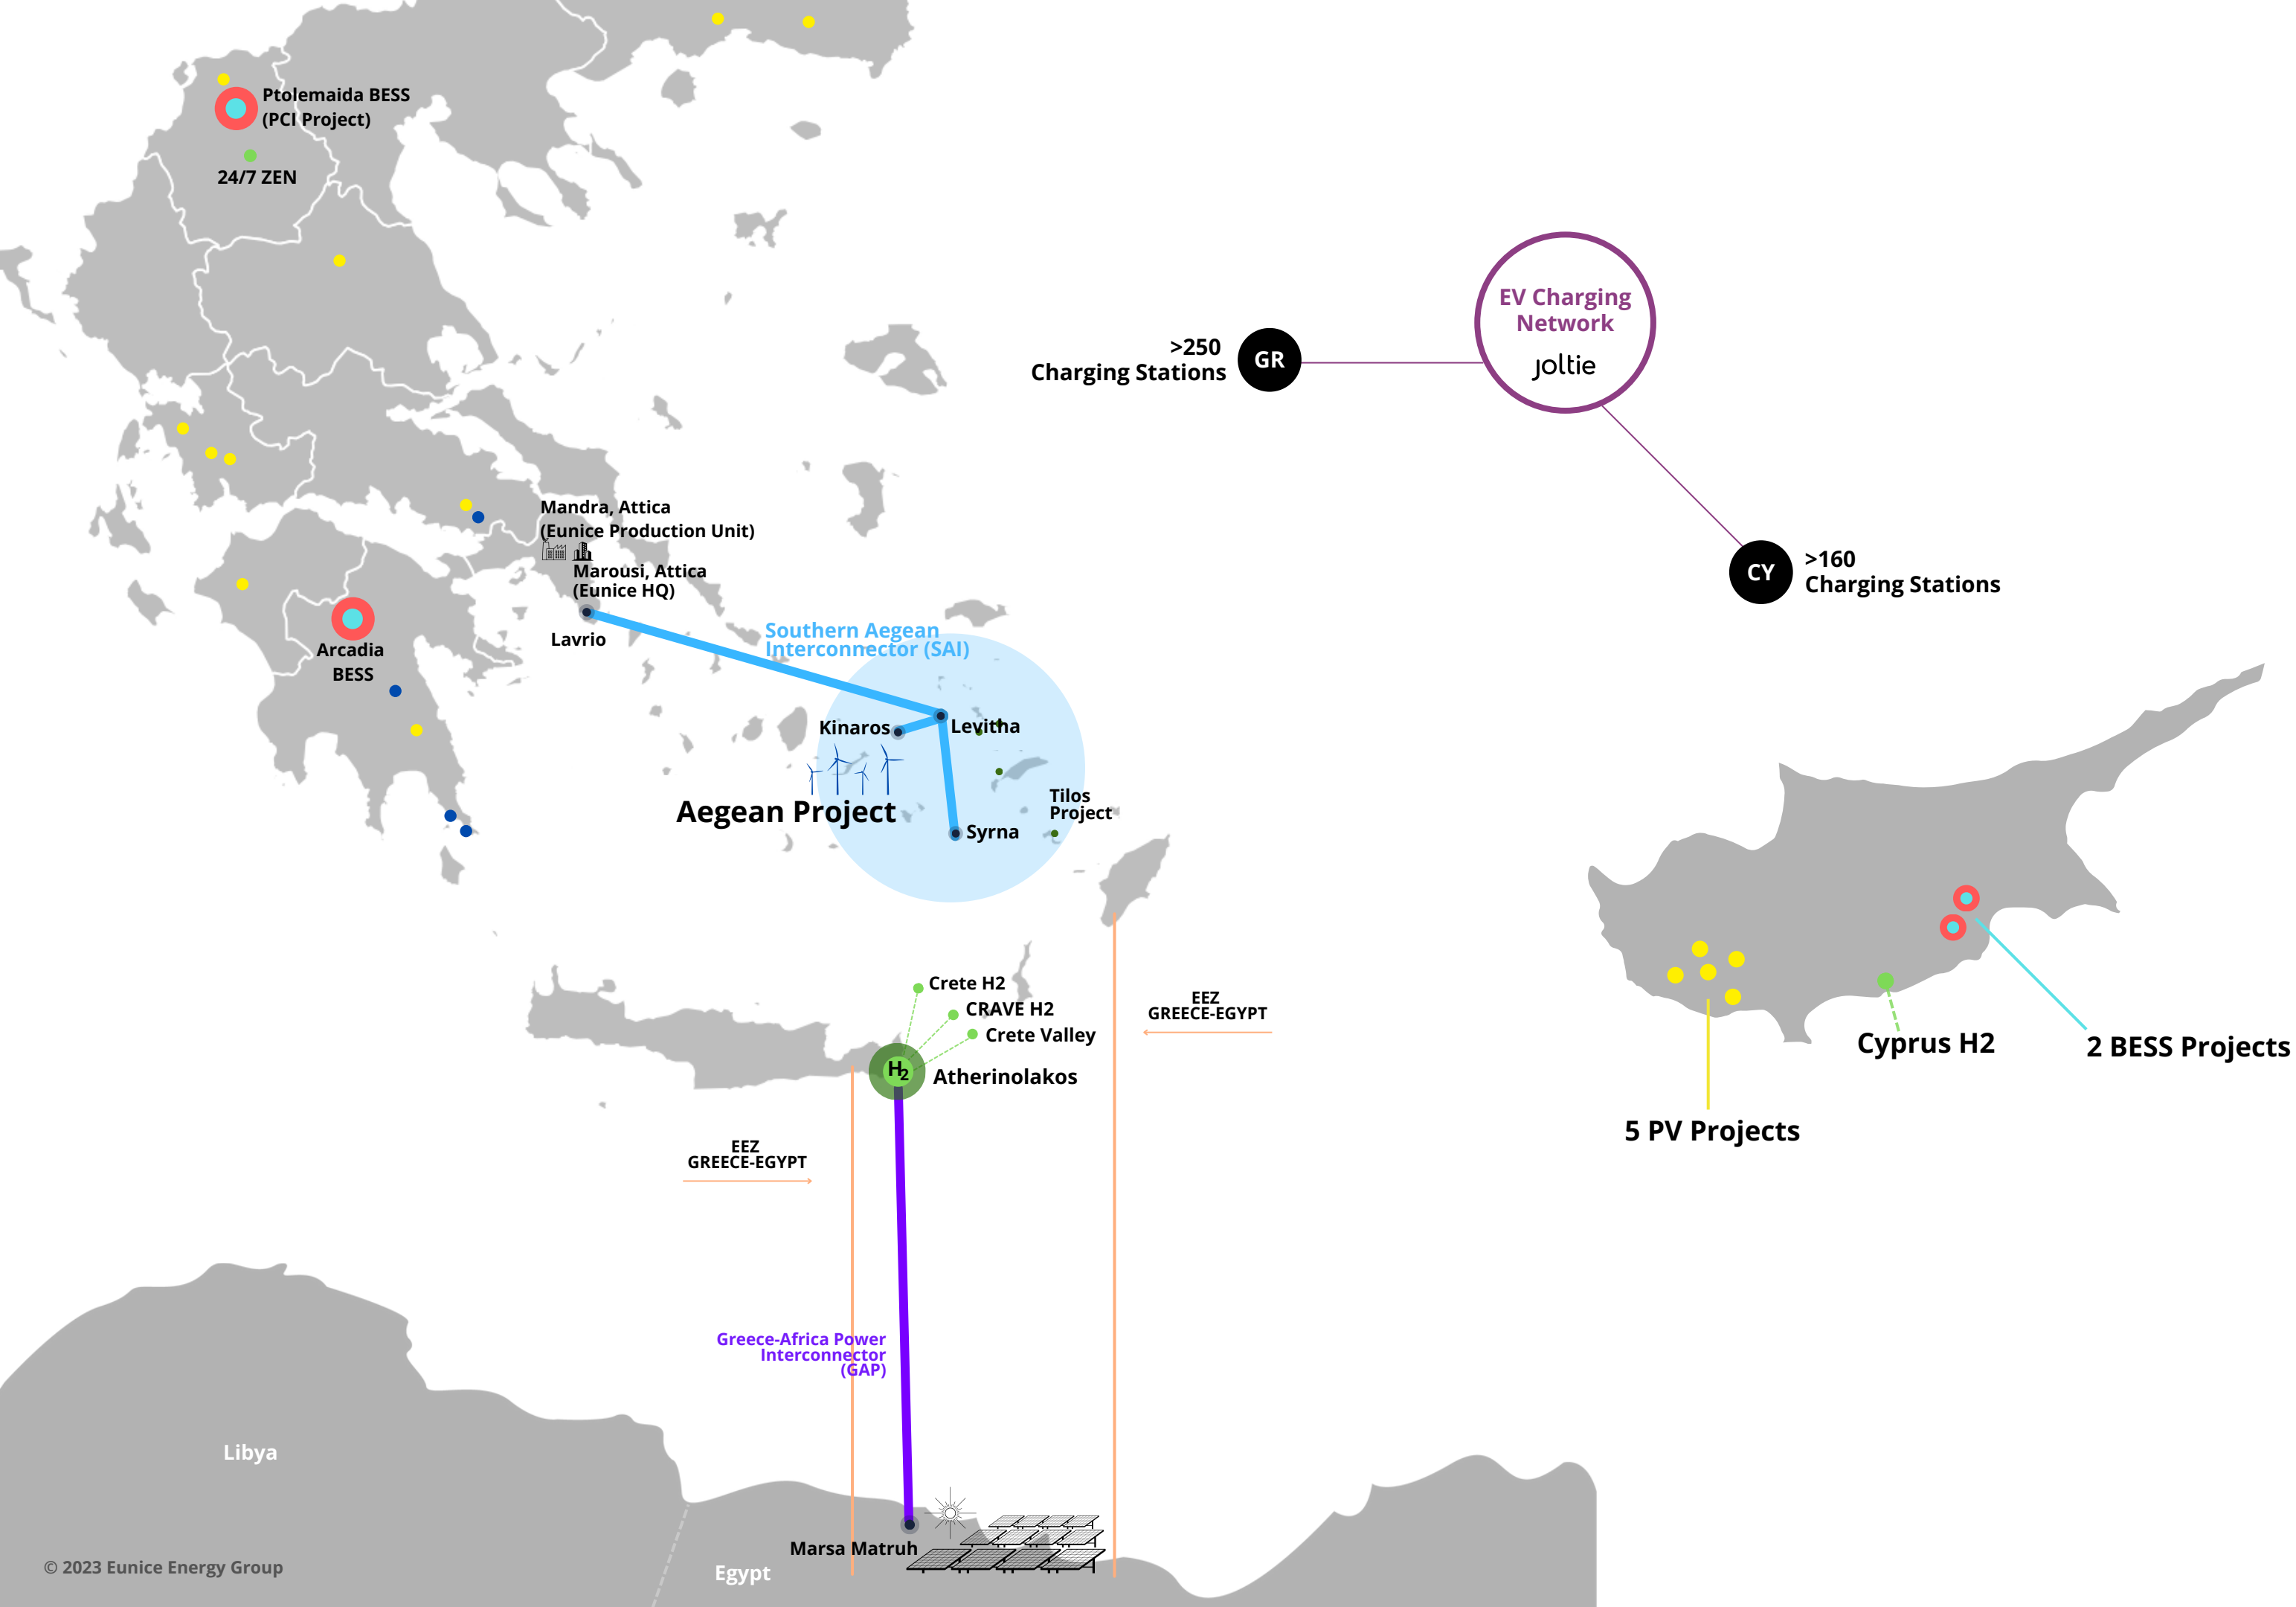 Ptolemaida BESS
(PCI Project)
24/7 ZEN
EV Charging
Network
Joltie
>250
Charging Stations
GR
CY
>160
Charging Stations
Mandra, Attica
(Eunice Production Unit)
Marousi, Attica
(Eunice HQ)
Lavrio
Arcadia
BESS
Southern Aegean
Interconnector (SAI)
Kinaros
Levitha
Aegean Project
Tilos
Project
Syrna
Crete H2
CRAVE H2
Crete Valley
H2
Atherinolakos
EEZ
GREECE-EGYPT
EEZ
GREECE-EGYPT
Cyprus H2
2 BESS Projects
5 PV Projects
Greece-Africa Power
Interconnector
(GAP)
Libya
Marsa Matruh
Egypt
© 2023 Eunice Energy Group